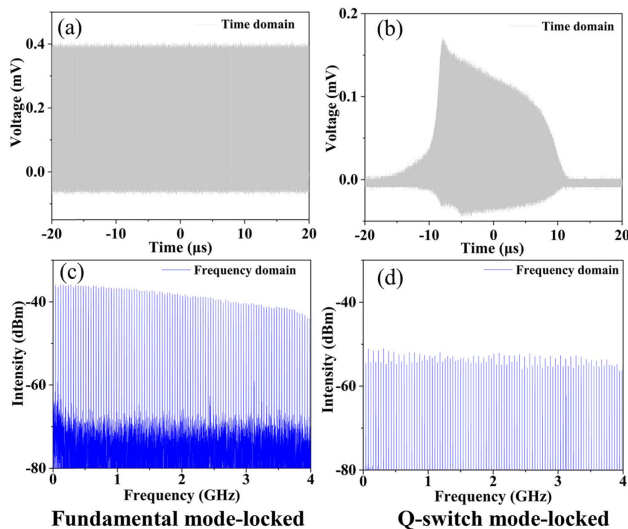 (a)
Time domain
Voltage (mV)
0.4
0.2
0.0
-20
-10
0
10
20
Time (μs)
(b)
Time domain
Voltage (mV)
0.2
0.1
0.0
-20
-10
0
10
20
Time (μs)
(c)
Frequency domain
Intensity (dBm)
-40
-60
-80
0
1
2
3
4
Frequency (GHz)
Fundamental mode-locked
(d)
Frequency domain
Intensity (dBm)
-40
-60
-80
0
1
2
3
4
Frequency (GHz)
Q-switch mode-locked